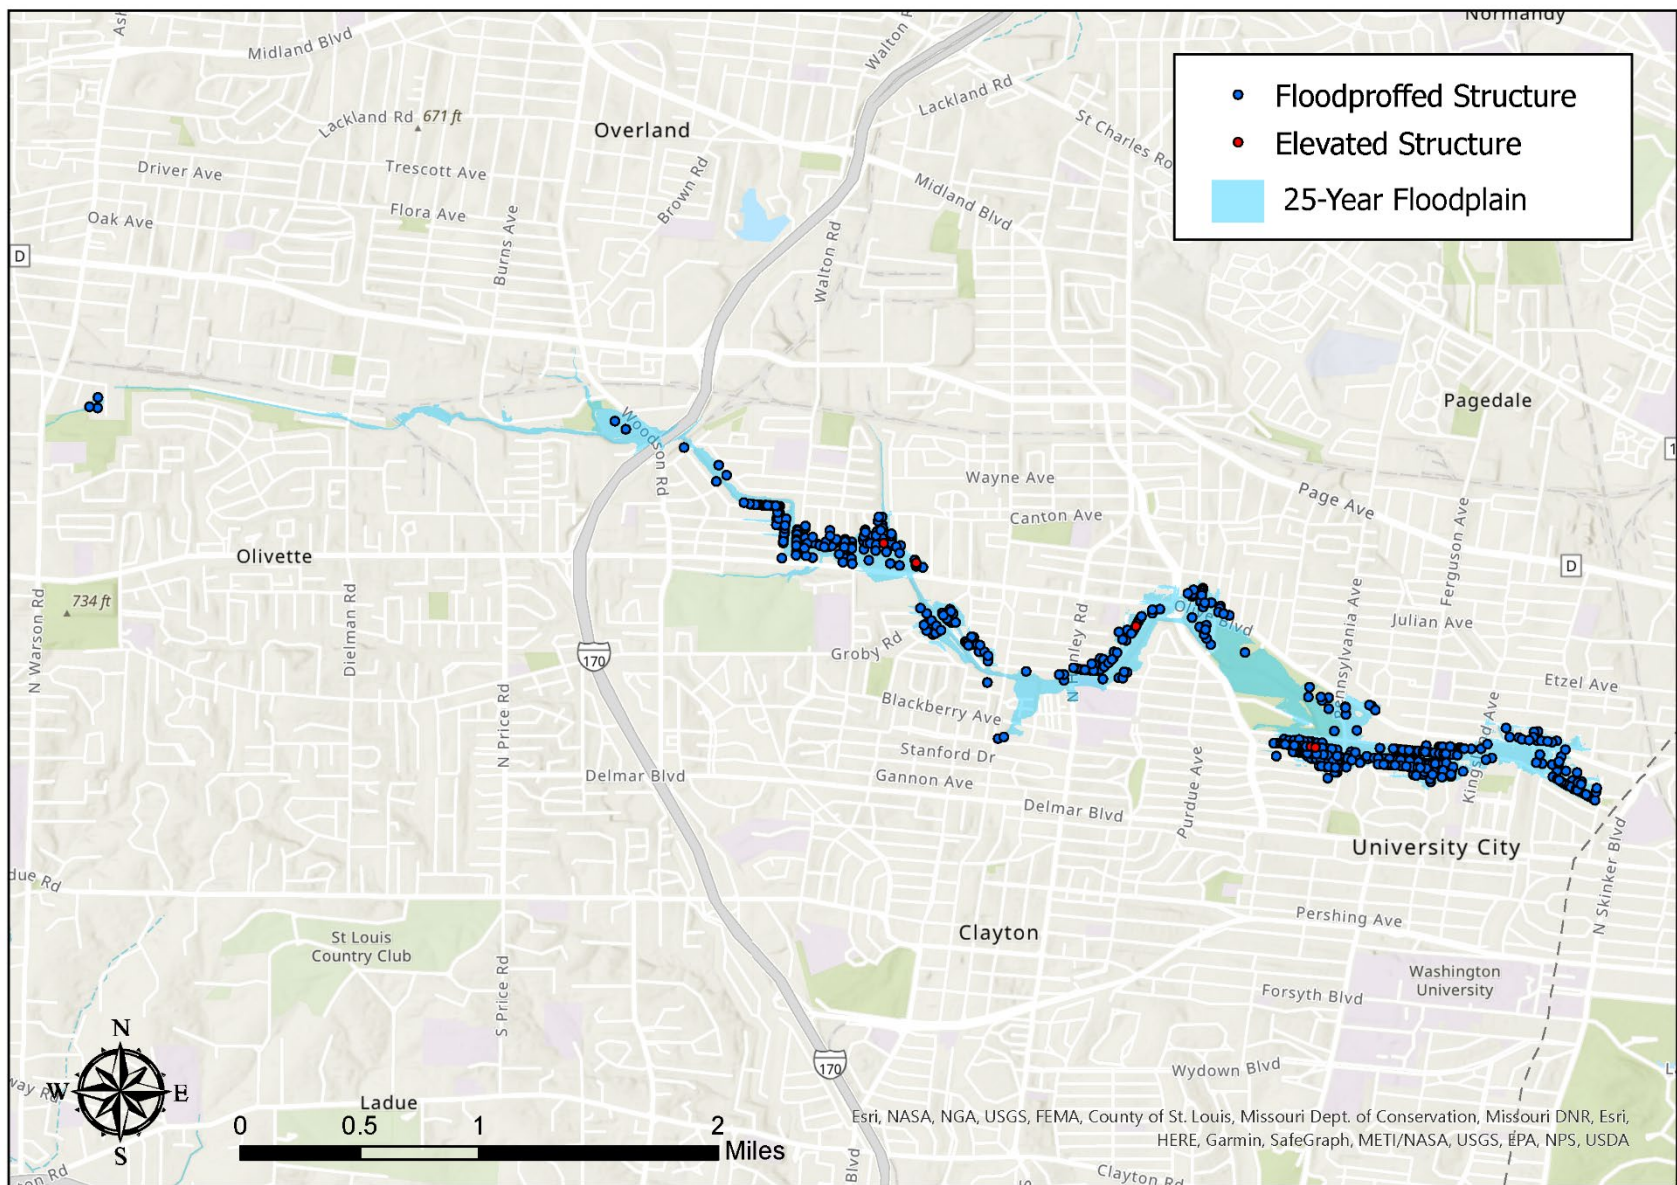 Normandy
Midland Blvd
Walton R
Floodproffed Structure
Elevated Structure
25-Year Floodplain
Lackland Rd
671 ft
Overland
Lackland Rd
St Charles Ro
Driver Ave
Trescott Ave
Brown Rd
Midland Blvd
Oak Ave
Flora Ave
Burns Ave
Walton Rd
D
Pagedale
Woodson Rd
Wayne Ave
Page Ave
Canton Ave
Ferguson Ave
Olivette
D
734 ft
N Warson Rd
Dielman Rd
Julian Ave
Groby Rd
170
Etzel Ave
N Price Rd
Blackberry Ave
Stanford Dr
Delmar Blvd
Gannon Ave
Purdue Ave
Delmar Blvd
University City
N Skinker Blvd
due Rd
Pershing Ave
Clayton
St Louis
Country Club
Washington
University
S Price Rd
Forsyth Blvd
N
W
E
S
170
Wydown Blvd
way Rd
Ladue
0 0.5 1 2
Miles
Esri, NASA, NGA, USGS, FEMA, County of St. Louis, Missouri Dept. of Conservation, Missouri DNR, Esri,
HERE, Garmin, SafeGraph, METI/NASA, USGS, EPA, NPS, USDA
Blvd
Clayton Rd